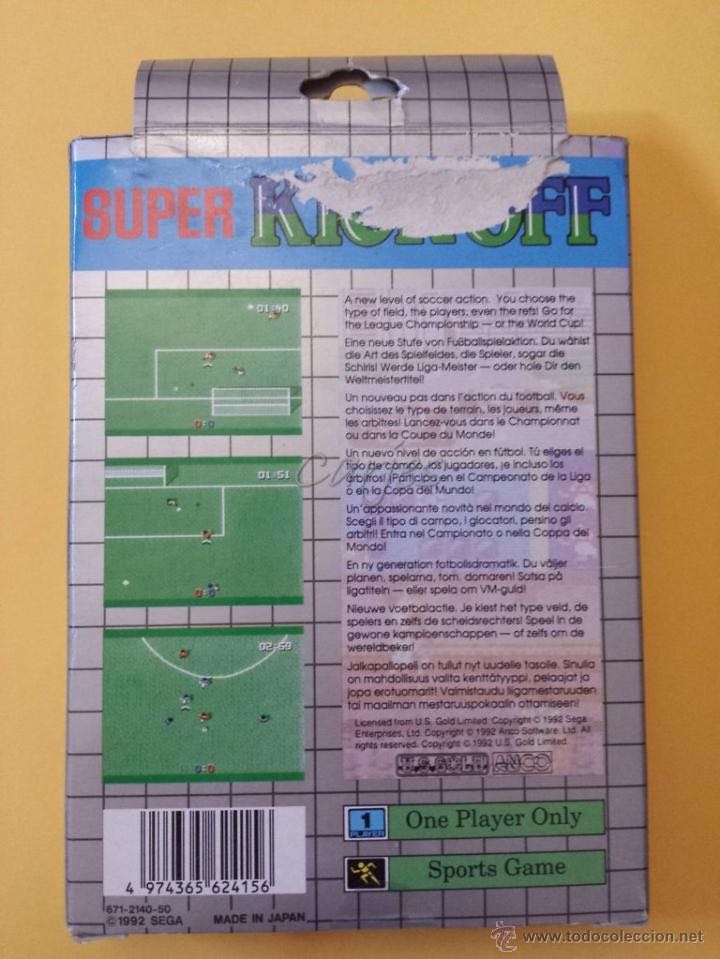 SUPER KICK OFF
01:40
0:0
01:51
0:0
02:59
0:0
A new level of soccer action. You choose the
type of field, the players, even the refs! Go for
the League Championship — or the World Cup!
Eine neue Stufe von Fußballspielaktion. Du wählst
die Art des Spielfeldes, die Spieler, sogar die
Schiris! Werde Liga-Meister — oder hole Dir den
Weltmeistertitel!
Un nouveau pas dans l'action du football. Vous
choisissez le type de terrain, les joueurs, même
les arbitres! Lancez-vous dans le Championnat
ou dans la Coupe du Monde!
Un nuevo nivel de acción en fútbol. Tú eliges el
tipo de campo, los jugadores, ¡e incluso los
árbitros! ¡Participa en el Campeonato de la Liga
o en la Copa del Mundo!
Un'appassionante novità nel mondo del calcio.
Scegli il tipo di campo, i giocatori, persino gli
arbitri! Entra nel Campionato o nella Coppa del
Mondo!
En ny generation fotbollsdramatik. Du väljer
planen, spelarna, tom. domaren! Satsa på
ligatiteln — eller spela om VM-guld!
Nieuwe voetbalactie. Je kiest het type veld, de
spelers en zelfs de scheidsrechters! Speel in de
gewone kampioenschappen — of zelfs om de
wereldbeker!
Jalkapallopeli on tullut nyt uudelle tasolle. Sinulla
on mahdollisuus valita kenttätyyppi, pelaajat ja
jopa erotuomarit! Valmistaudu liigamestaruuden
tai maailman mestaruuspokaalin ottamiseen!
Licensed from U.S. Gold Limited. Copyright © 1992 Sega
Enterprises, Ltd. Copyright © 1992 Anco Software, Ltd. All
rights reserved. Copyright © 1992 U.S. Gold Limited.
U.S. GOLD ANCO
1 PLAYER One Player Only
Sports Game
4 974365 624156
671-2140-50
© 1992 SEGA MADE IN JAPAN
© www.todocoleccion.net